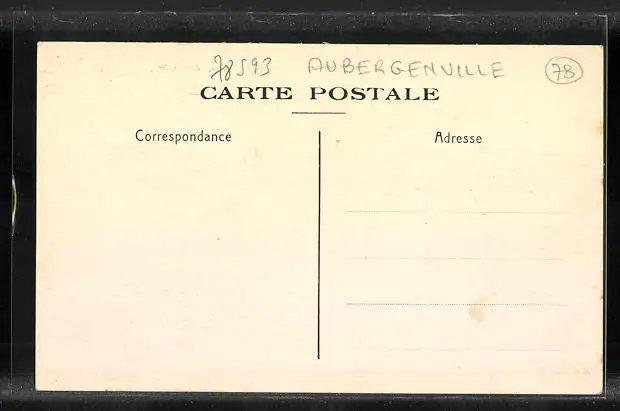 78593 AUBERGENVILLE 78
CARTE POSTALE
Correspondance
Adresse